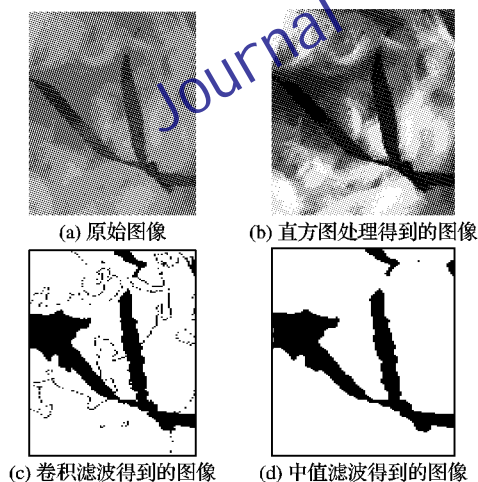 Journal
(a) 原始图像
(b) 直方图处理得到的图像
(c) 卷积滤波得到的图像
(d) 中值滤波得到的图像